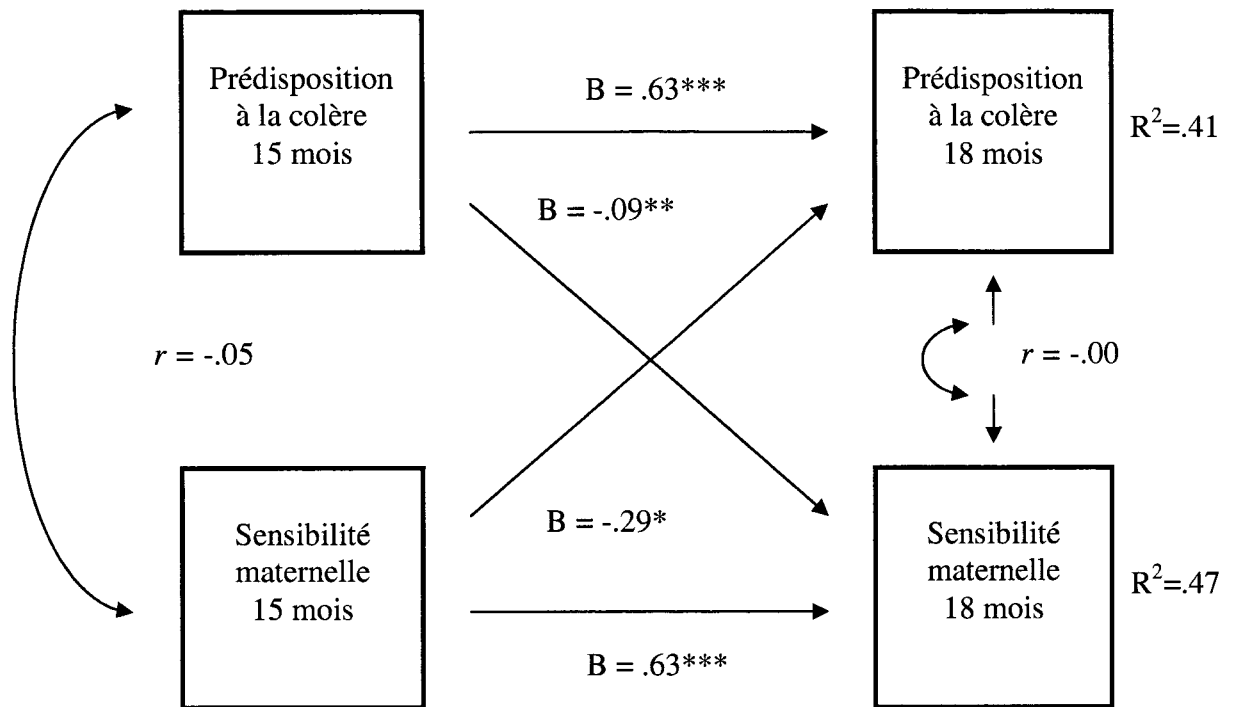 Prédisposition
à la colère
15 mois
B = .63***
Prédisposition
à la colère
18 mois
R²=.41
B = -.09**
r = -.05
r = -.00
Sensibilité
maternelle
15 mois
B = -.29*
Sensibilité
maternelle
18 mois
R²=.47
B = .63***